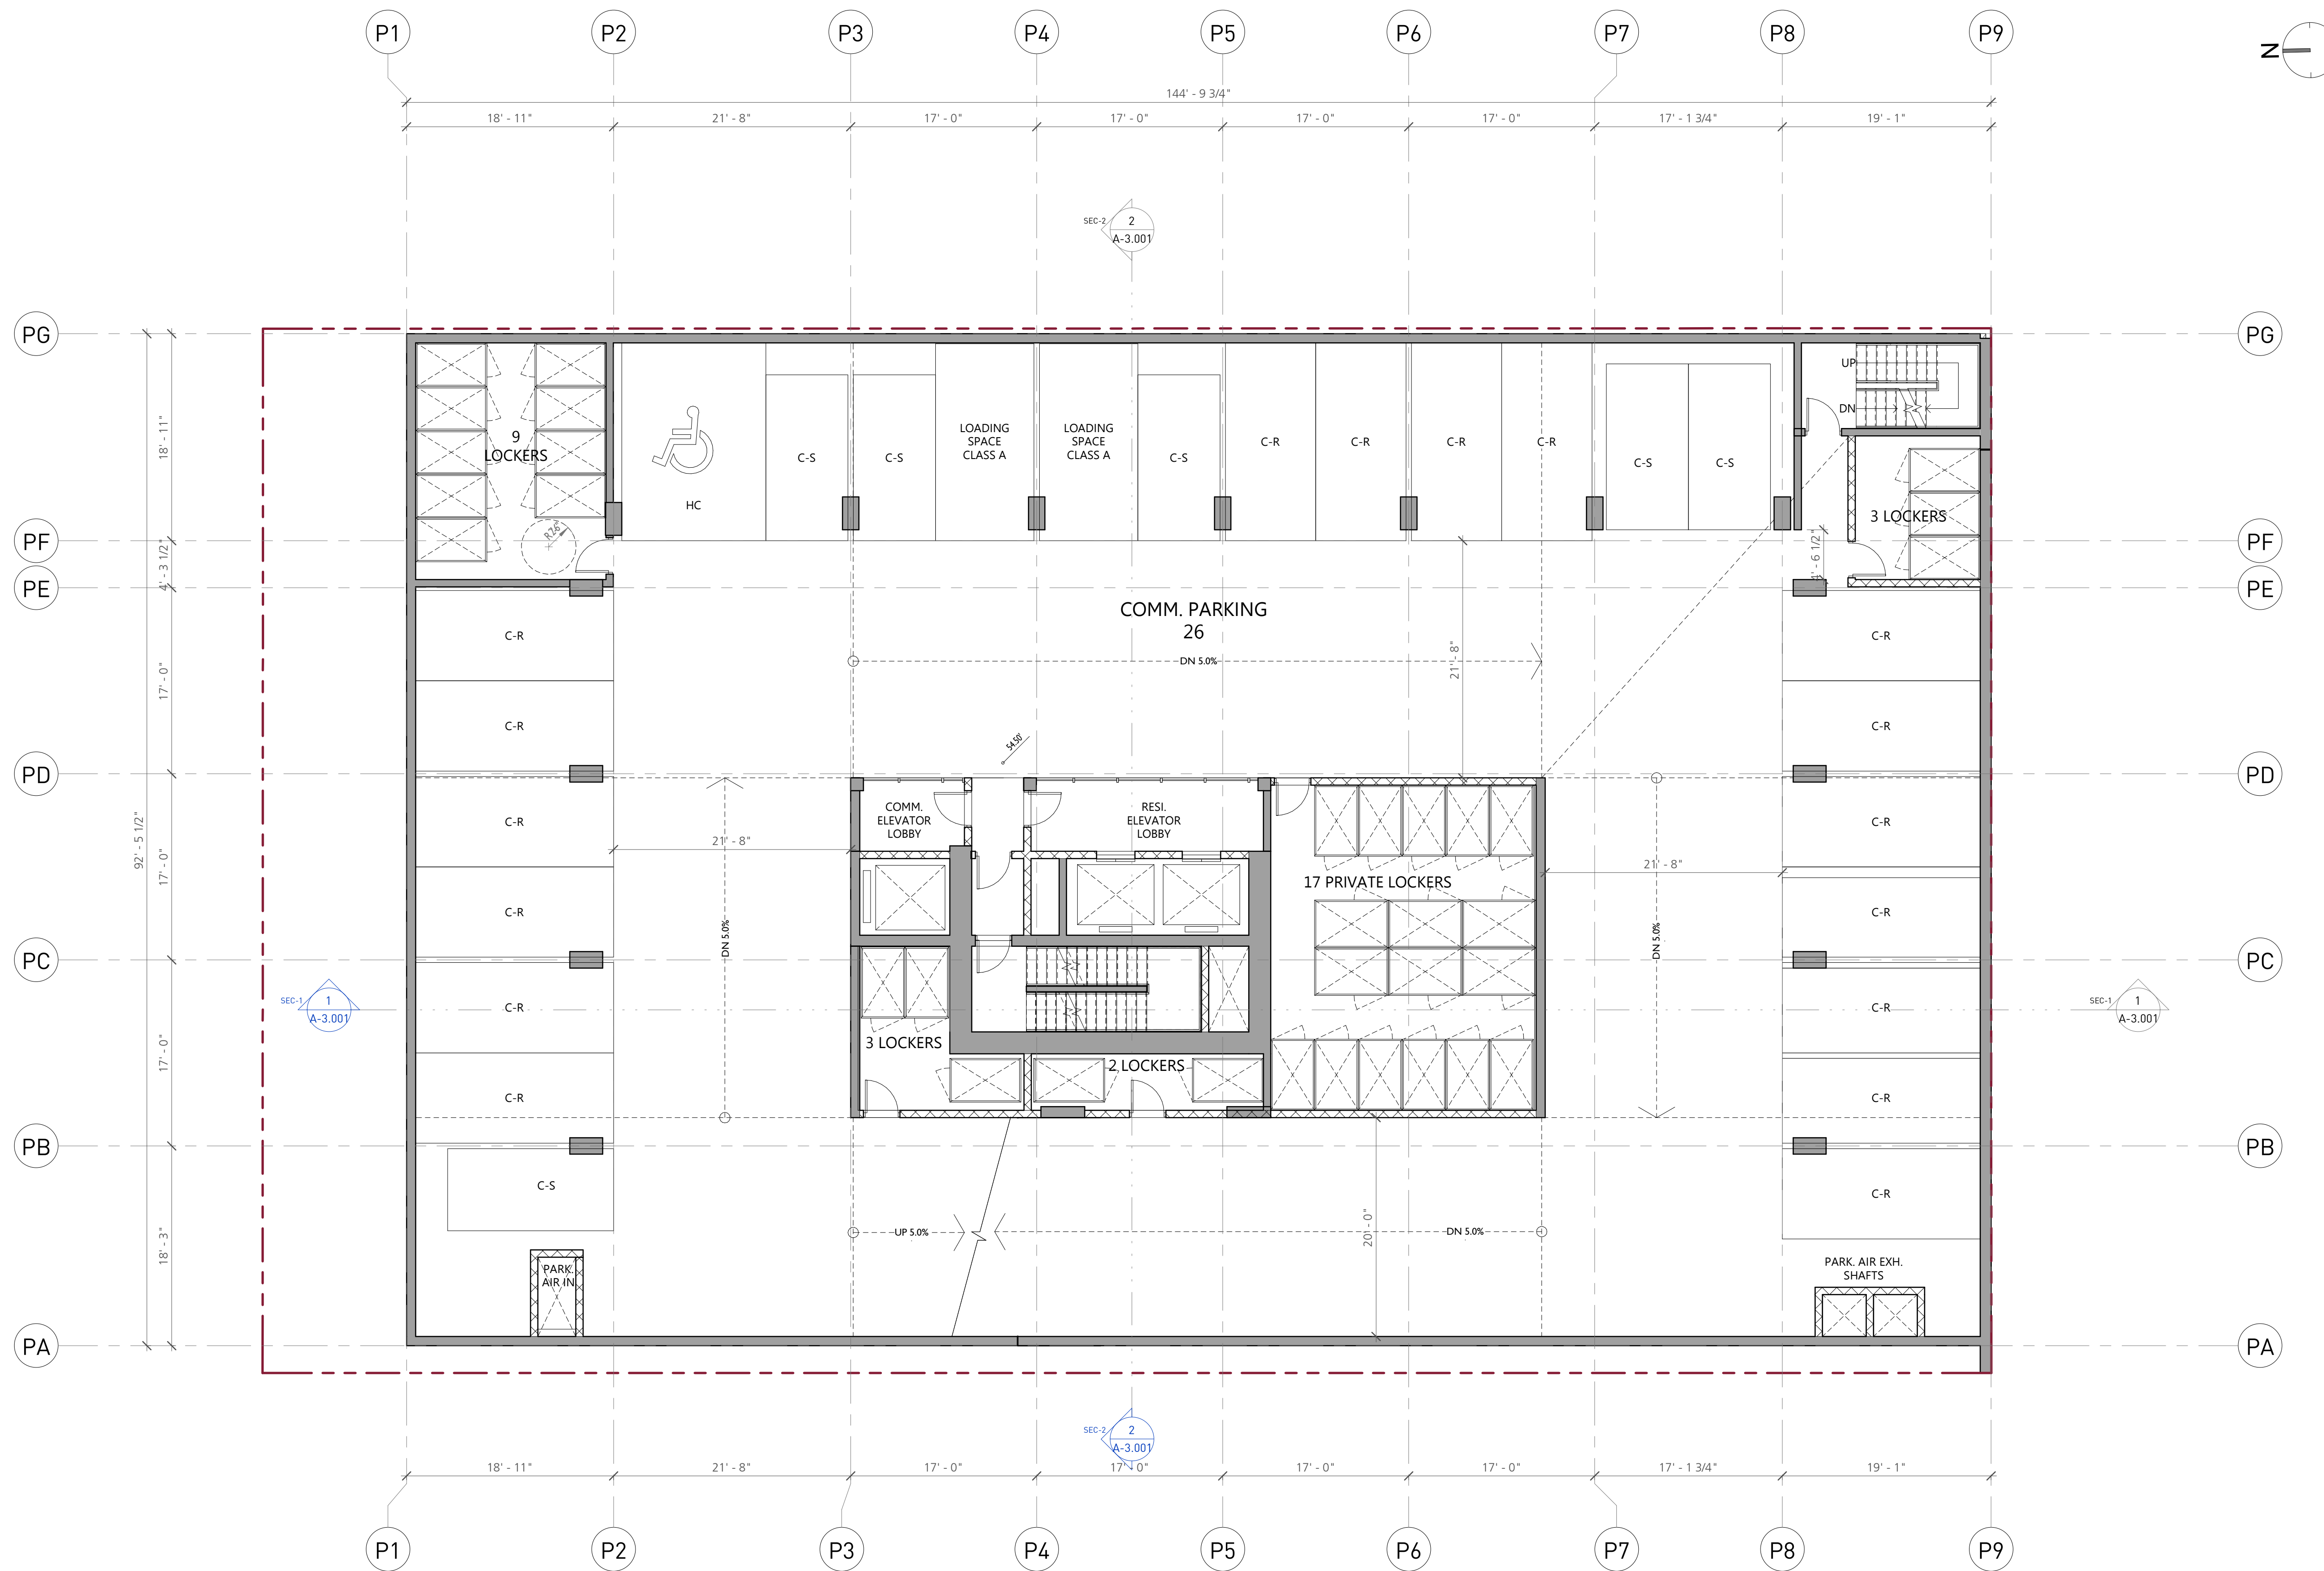 P1 P2 P3 P4 P5 P6 P7 P8 P9
N
144' - 9 3/4"
18' - 11" 21' - 8" 17' - 0" 17' - 0" 17' - 0" 17' - 0" 17' - 1 3/4" 19' - 1"
SEC-2
2
A-3.001
PG PG
UP
DN
18' - 11"
LOADING
SPACE
CLASS A
LOADING
SPACE
CLASS A
9
LOCKERS
C-S C-S C-S C-R C-R C-R C-R C-S C-S
HC
3 LOCKERS
PF PF
4' - 3 1/2"
PE PE
COMM. PARKING
26
DN 5.0%
21' - 8"
C-R C-R
17' - 0"
C-R C-R
54.50'
PD PD
COMM.
ELEVATOR
LOBBY
RESI.
ELEVATOR
LOBBY
C-R C-R
92' - 5 1/2"
17' - 0"
21' - 8" 21' - 8"
17 PRIVATE LOCKERS
C-R C-R
DN 5.0% DN 5.0%
PC PC
SEC-1
1
A-3.001
C-R C-R
SEC-1
1
A-3.001
17' - 0"
3 LOCKERS
2 LOCKERS
C-R C-R
PB PB
C-S C-R
18' - 3"
UP 5.0%
20' - 0"
DN 5.0%
PARK.
AIR IN
PARK. AIR EXH.
SHAFTS
PA PA
SEC-2
2
A-3.001
18' - 11" 21' - 8" 17' - 0" 17' - 0" 17' - 0" 17' - 0" 17' - 1 3/4" 19' - 1"
P1 P2 P3 P4 P5 P6 P7 P8 P9